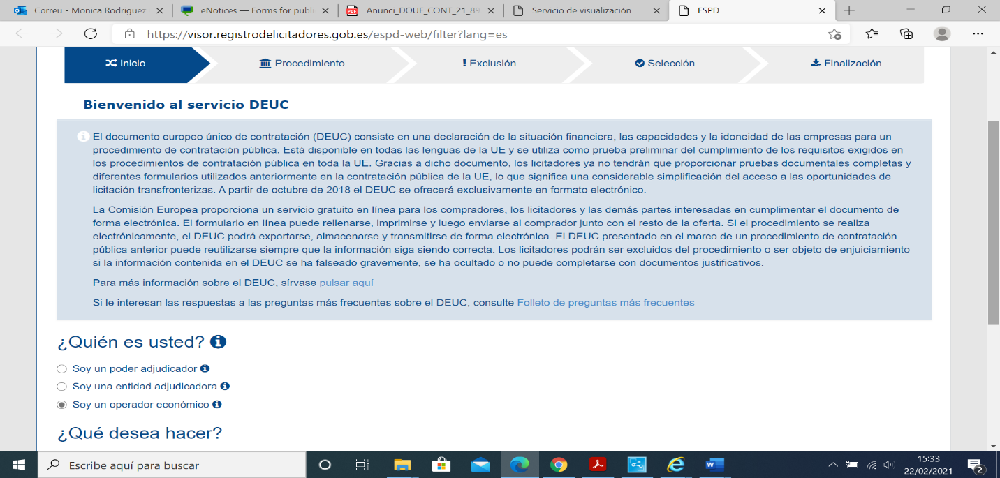 Correu - Monica Rodriguez
eNotices — Forms for publi
Anunci_DOUE_CONT_21_89
Servicio de visualización
ESPD
https://visor.registrodelicitadores.gob.es/espd-web/filter?lang=es
Inicio
Procedimiento
Exclusión
Selección
Finalización
Bienvenido al servicio DEUC
El documento europeo único de contratación (DEUC) consiste en una declaración de la situación financiera, las capacidades y la idoneidad de las empresas para un
procedimiento de contratación pública. Está disponible en todas las lenguas de la UE y se utiliza como prueba preliminar del cumplimiento de los requisitos exigidos en
los procedimientos de contratación pública en toda la UE. Gracias a dicho documento, los licitadores ya no tendrán que proporcionar pruebas documentales completas y
diferentes formularios utilizados anteriormente en la contratación pública de la UE, lo que significa una considerable simplificación del acceso a las oportunidades de
licitación transfronterizas. A partir de octubre de 2018 el DEUC se ofrecerá exclusivamente en formato electrónico.
La Comisión Europea proporciona un servicio gratuito en línea para los compradores, los licitadores y las demás partes interesadas en cumplimentar el documento de
forma electrónica. El formulario en línea puede rellenarse, imprimirse y luego enviarse al comprador junto con el resto de la oferta. Si el procedimiento se realiza
electrónicamente, el DEUC podrá exportarse, almacenarse y transmitirse de forma electrónica. El DEUC presentado en el marco de un procedimiento de contratación
pública anterior puede reutilizarse siempre que la información siga siendo correcta. Los licitadores podrán ser excluidos del procedimiento o ser objeto de enjuiciamiento
si la información contenida en el DEUC se ha falseado gravemente, se ha ocultado o no puede completarse con documentos justificativos.
Para más información sobre el DEUC, sírvase pulsar aquí
Si le interesan las respuestas a las preguntas más frecuentes sobre el DEUC, consulte Folleto de preguntas más frecuentes
¿Quién es usted?
Soy un poder adjudicador
Soy una entidad adjudicadora
Soy un operador económico
¿Qué desea hacer?
Escribe aquí para buscar
15:33
22/02/2021
2